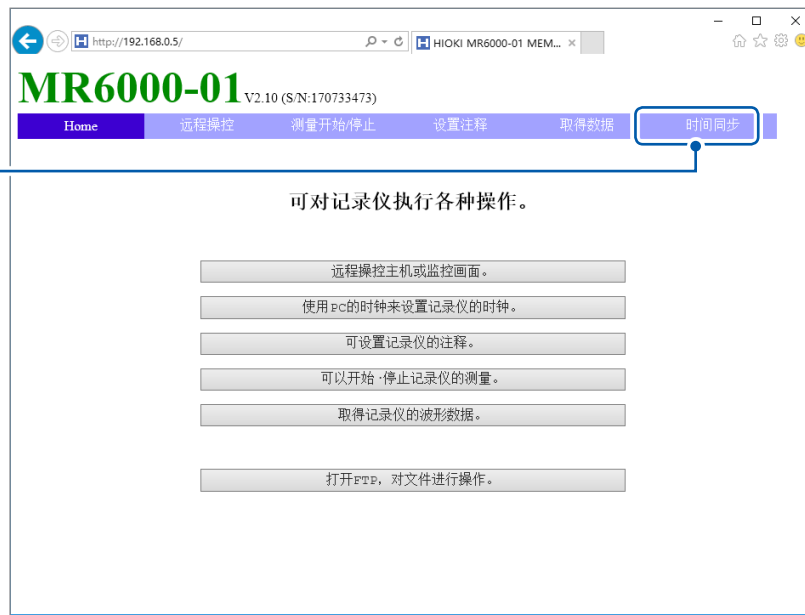 http://192.168.0.5/
HIOKI MR6000-01 MEM...
MR6000-01 V2.10 (S/N:170733473)
Home 远程操控 测量开始/停止 设置注释 取得数据 时间同步
可对记录仪执行各种操作。
远程操控主机或监控画面。
使用PC的时钟来设置记录仪的时钟。
可设置记录仪的注释。
可以开始·停止记录仪的测量。
取得记录仪的波形数据。
打开FTP，对文件进行操作。